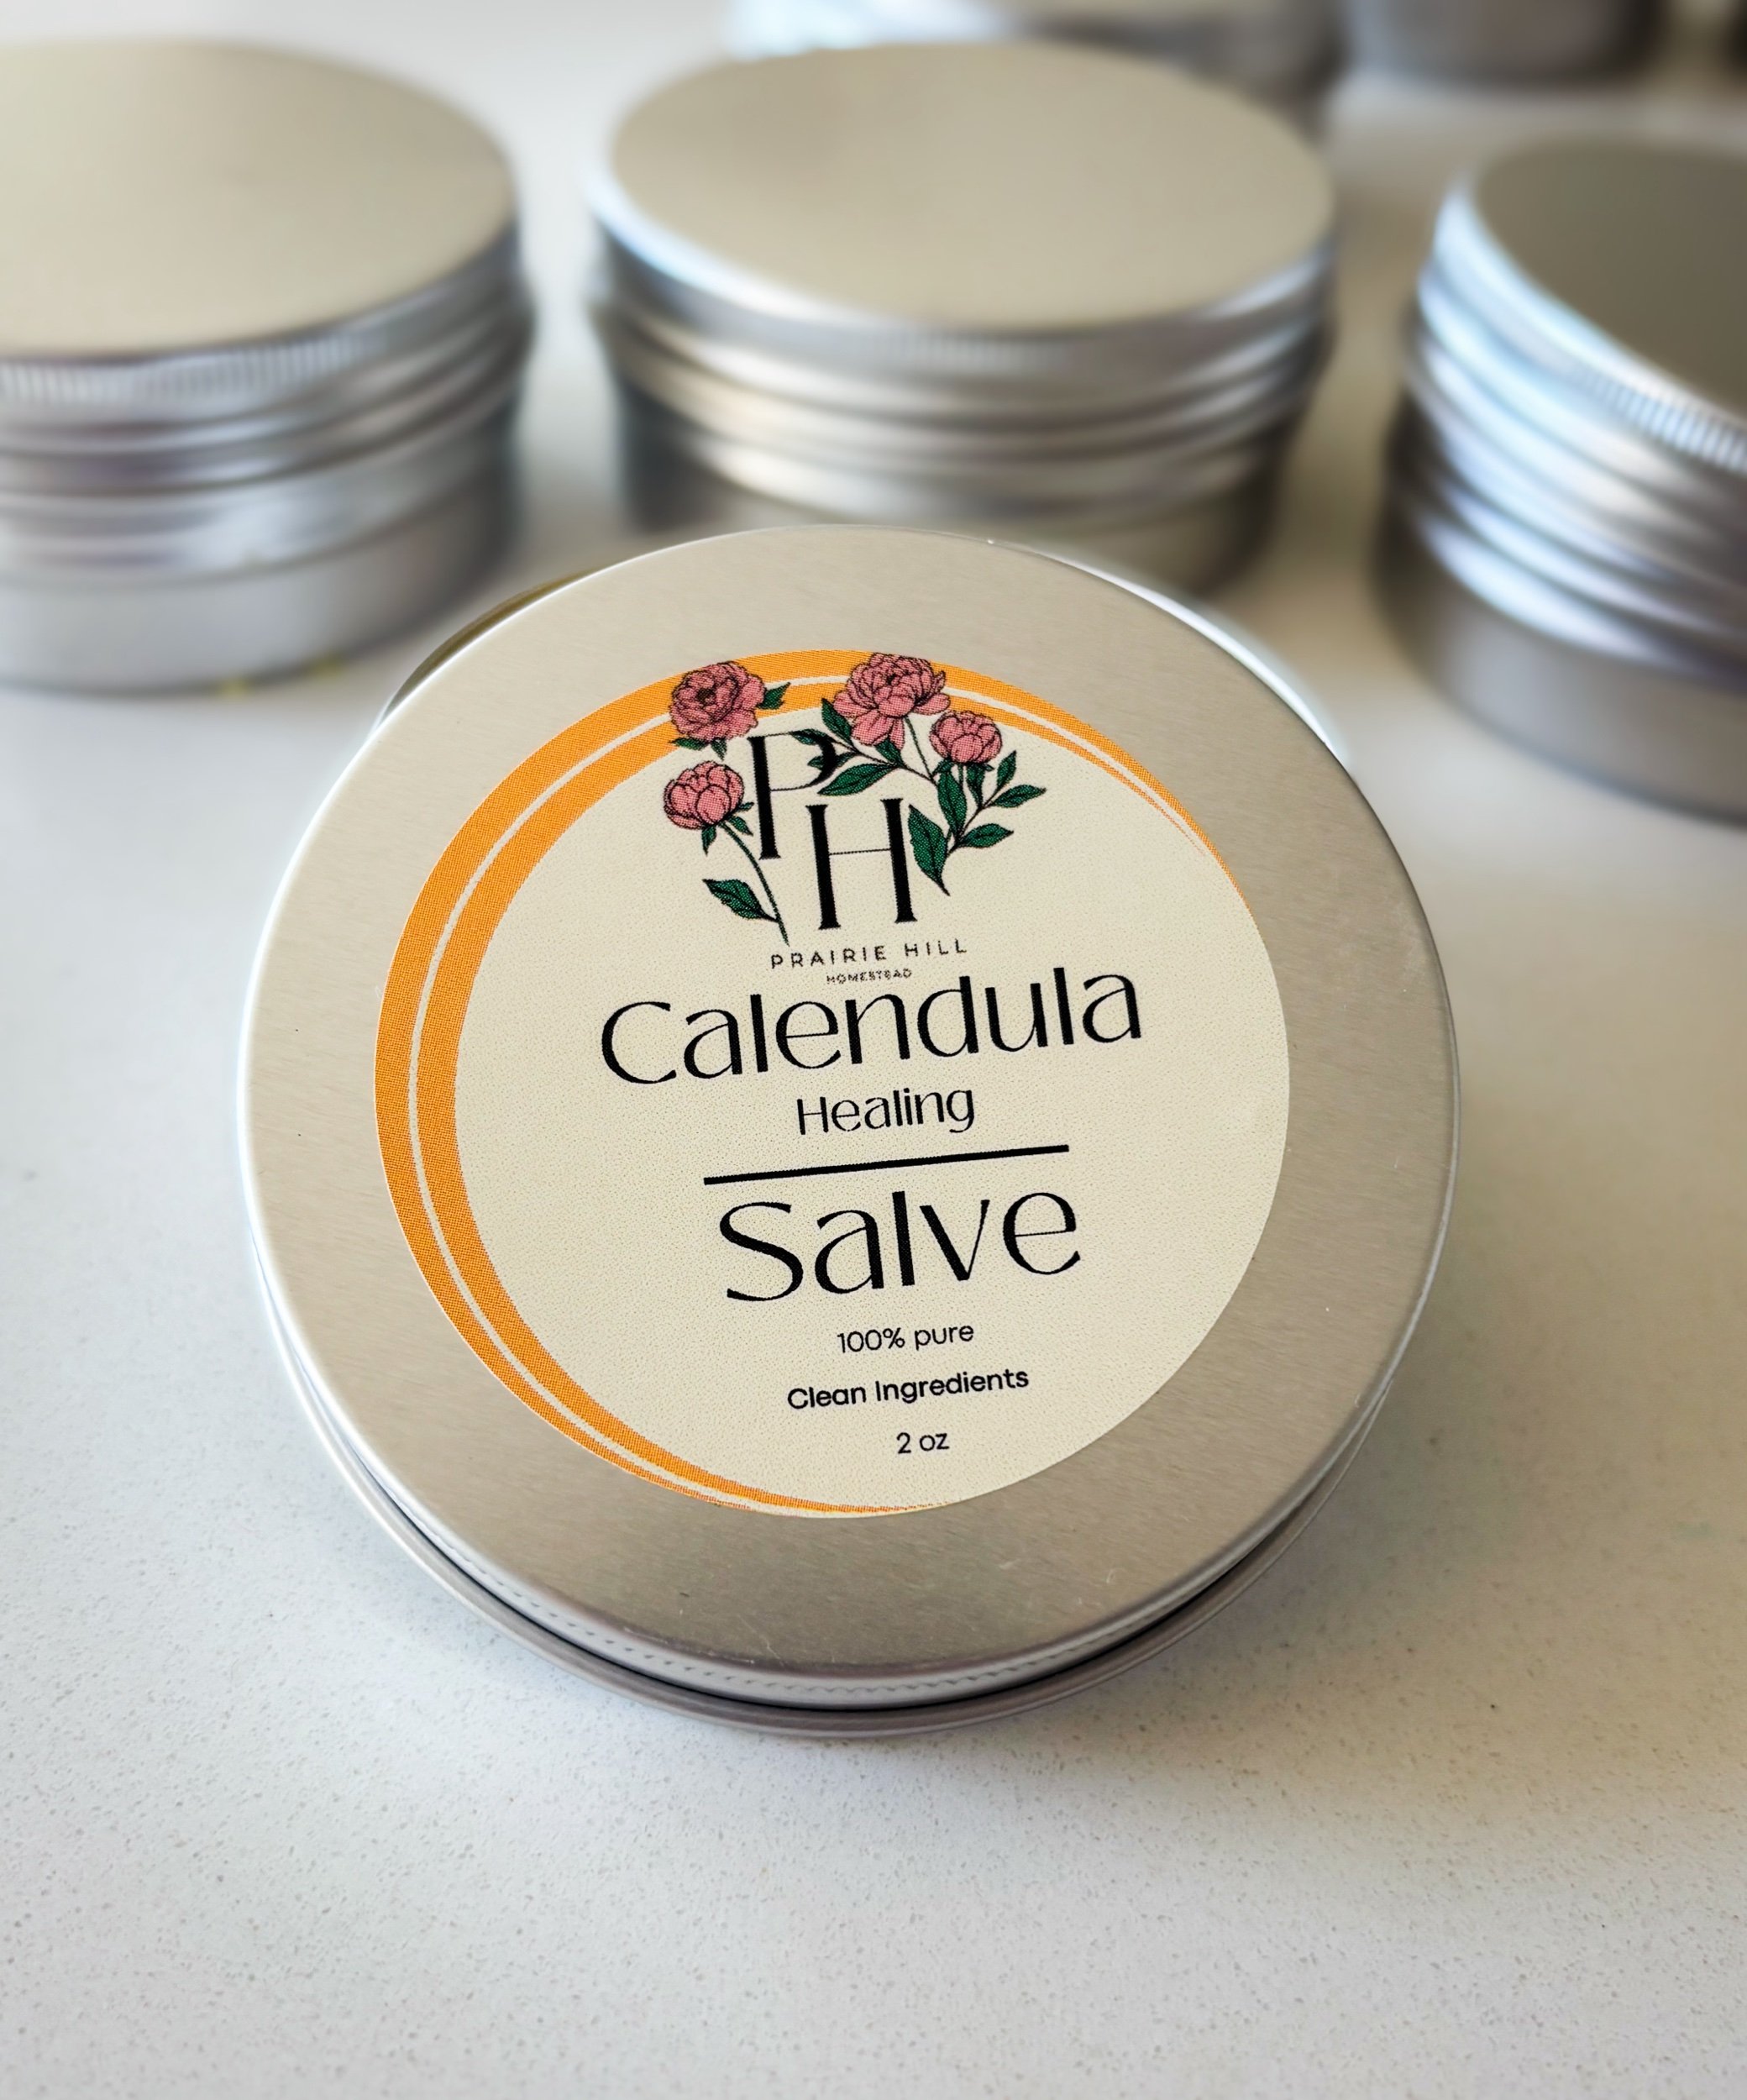 PH
PRAIRIE HILL
HOMESTEAD
Calendula
Healing
Salve
100% pure
Clean Ingredients
2 oz